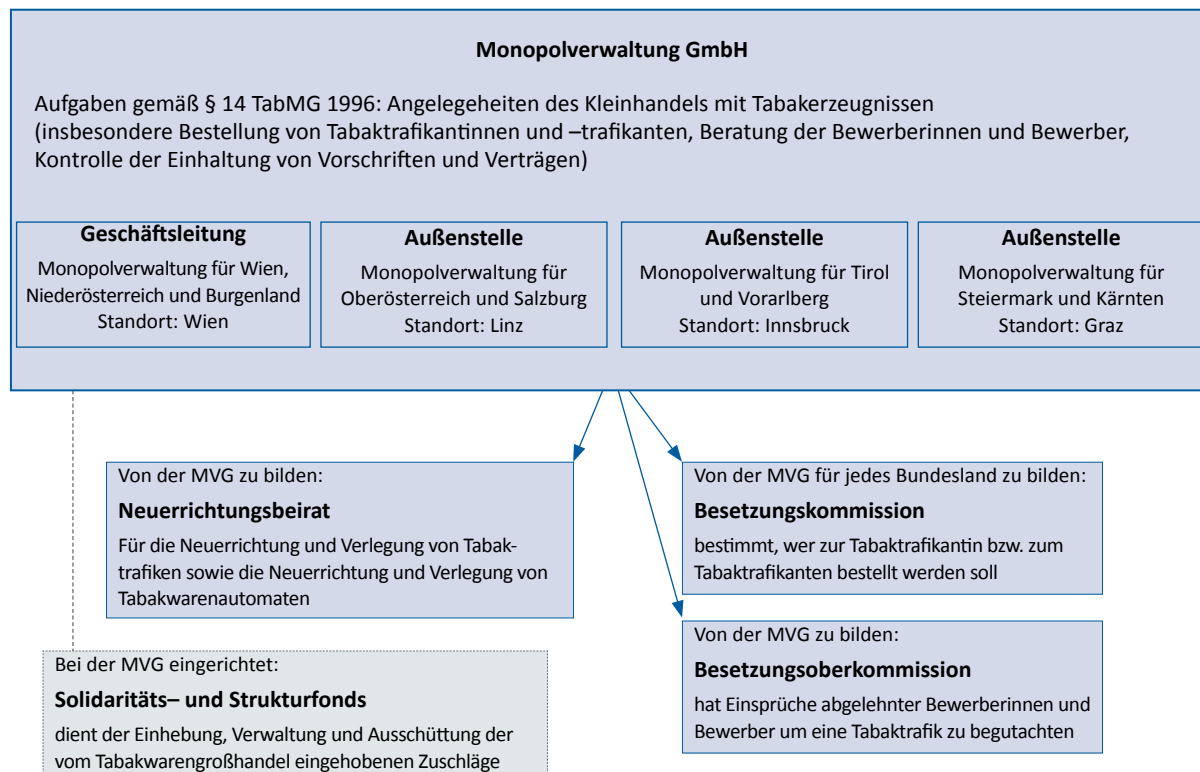 Monopolverwaltung GmbH
Aufgaben gemäß § 14 TabMG 1996: Angelegeheiten des Kleinhandels mit Tabakerzeugnissen
(insbesondere Bestellung von Tabaktrafikantinnen und –trafikanten, Beratung der Bewerberinnen und Bewerber,
Kontrolle der Einhaltung von Vorschriften und Verträgen)
Geschäftsleitung
Monopolverwaltung für Wien,
Niederösterreich und Burgenland
Standort: Wien
Außenstelle
Monopolverwaltung für
Oberösterreich und Salzburg
Standort: Linz
Außenstelle
Monopolverwaltung für Tirol
und Vorarlberg
Standort: Innsbruck
Außenstelle
Monopolverwaltung für
Steiermark und Kärnten
Standort: Graz
Von der MVG zu bilden:
Neuerrichtungsbeirat
Für die Neuerrichtung und Verlegung von Tabak-
trafiken sowie die Neuerrichtung und Verlegung von
Tabakwarenautomaten
Von der MVG für jedes Bundesland zu bilden:
Besetzungskommission
bestimmt, wer zur Tabaktrafikantin bzw. zum
Tabaktrafikanten bestellt werden soll
Von der MVG zu bilden:
Besetzungsoberkommission
hat Einsprüche abgelehnter Bewerberinnen und
Bewerber um eine Tabaktrafik zu begutachten
Bei der MVG eingerichtet:
Solidaritäts– und Strukturfonds
dient der Einhebung, Verwaltung und Ausschüttung der
vom Tabakwarengroßhandel eingehobenen Zuschläge